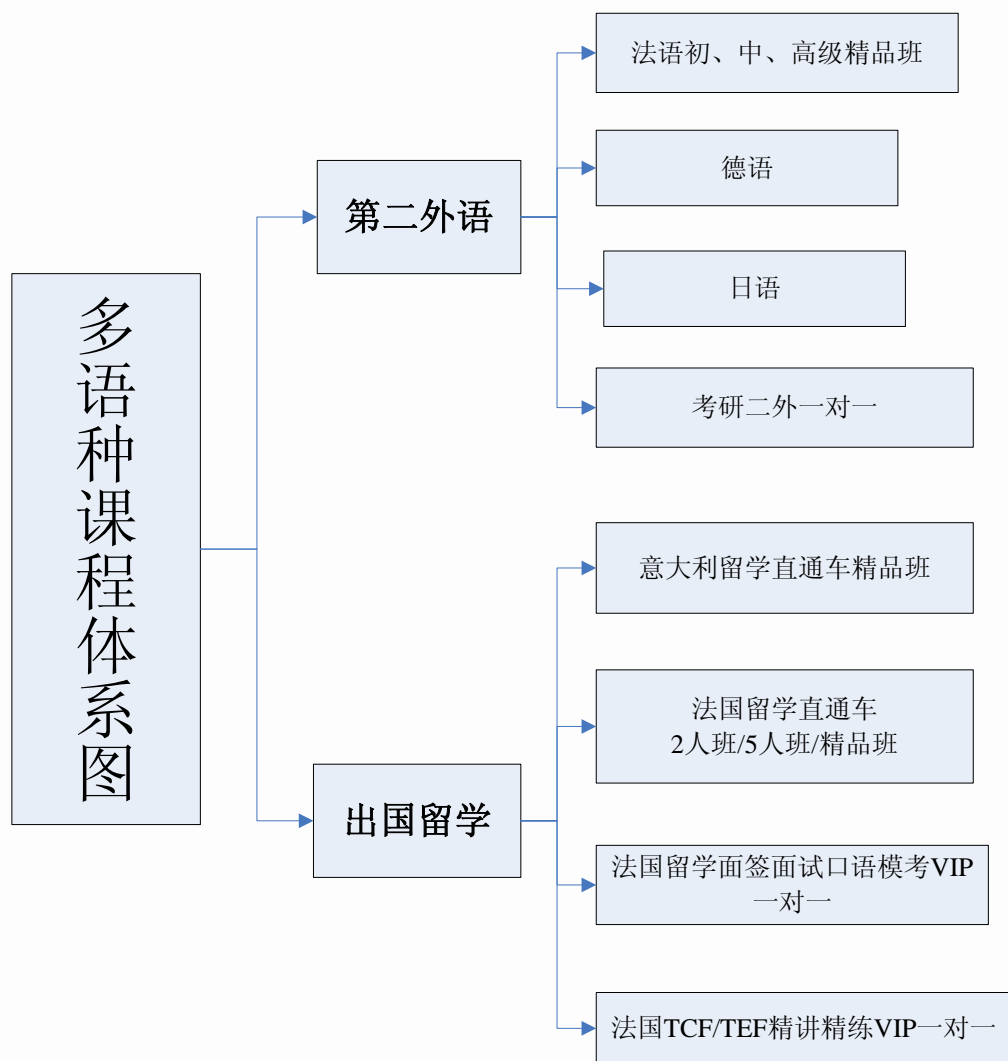 多语种课程体系图
第二外语
法语初、中、高级精品班
德语
日语
考研二外一对一
出国留学
意大利留学直通车精品班
法国留学直通车
2人班/5人班/精品班
法国留学面签面试口语模考VIP
一对一
法国TCF/TEF精讲精练VIP一对一